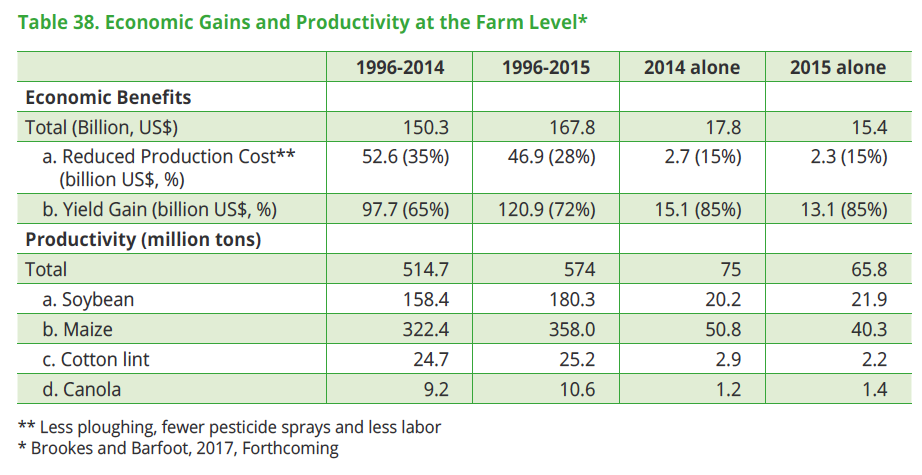 Table 38. Economic Gains and Productivity at the Farm Level*
1996-2014 1996-2015 2014 alone 2015 alone
Economic Benefits
Total (Billion, US$) 150.3 167.8 17.8 15.4
a. Reduced Production Cost** 52.6 (35%) 46.9 (28%) 2.7 (15%) 2.3 (15%)
(billion US$, %)
b. Yield Gain (billion US$, %) 97.7 (65%) 120.9 (72%) 15.1 (85%) 13.1 (85%)
Productivity (million tons)
Total 514.7 574 75 65.8
a. Soybean 158.4 180.3 20.2 21.9
b. Maize 322.4 358.0 50.8 40.3
c. Cotton lint 24.7 25.2 2.9 2.2
d. Canola 9.2 10.6 1.2 1.4
** Less ploughing, fewer pesticide sprays and less labor
* Brookes and Barfoot, 2017, Forthcoming